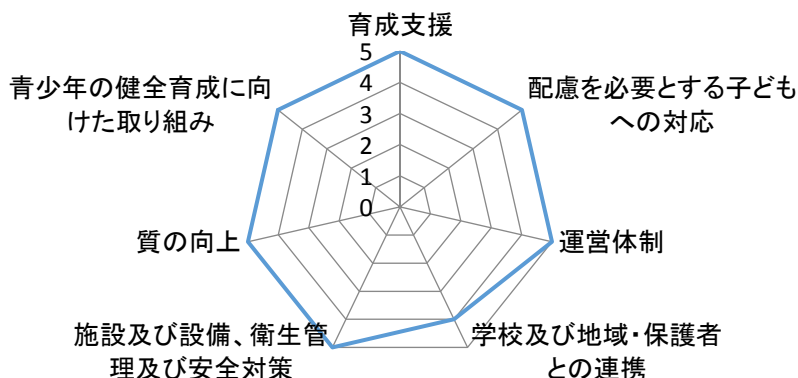 育成支援
5
4
3
2
1
0
配慮を必要とする子ども
への対応
運営体制
学校及び地域・保護者
との連携
施設及び設備、衛生管
理及び安全対策
質の向上
青少年の健全育成に向
けた取り組み